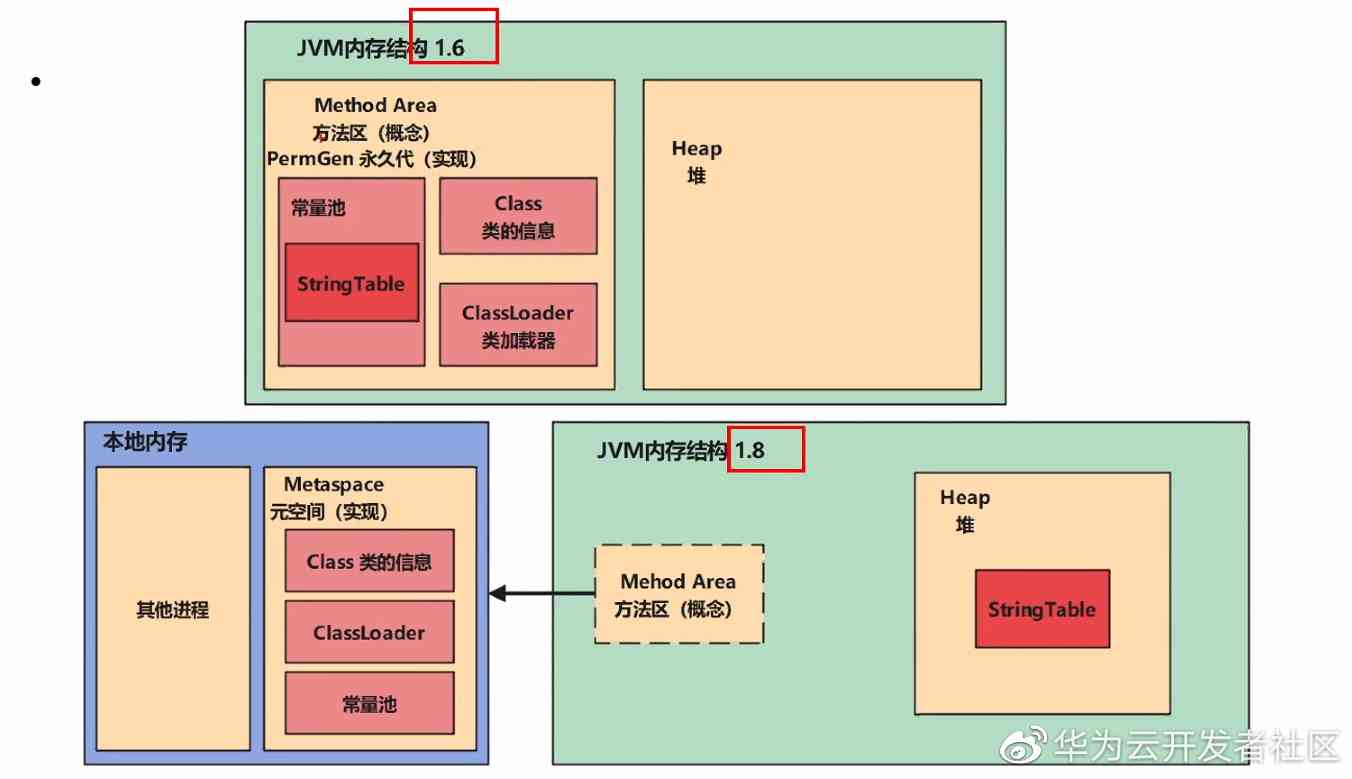 JVM内存结构 1.6
Method Area
方法区（概念）
PermGen 永久代（实现）
常量池
StringTable
Class
类的信息
ClassLoader
类加载器
Heap
堆
本地内存
其他进程
Metaspace
元空间（实现）
Class 类的信息
ClassLoader
常量池
JVM内存结构 1.8
Mehod Area
方法区（概念）
Heap
堆
StringTable
华为云开发者社区